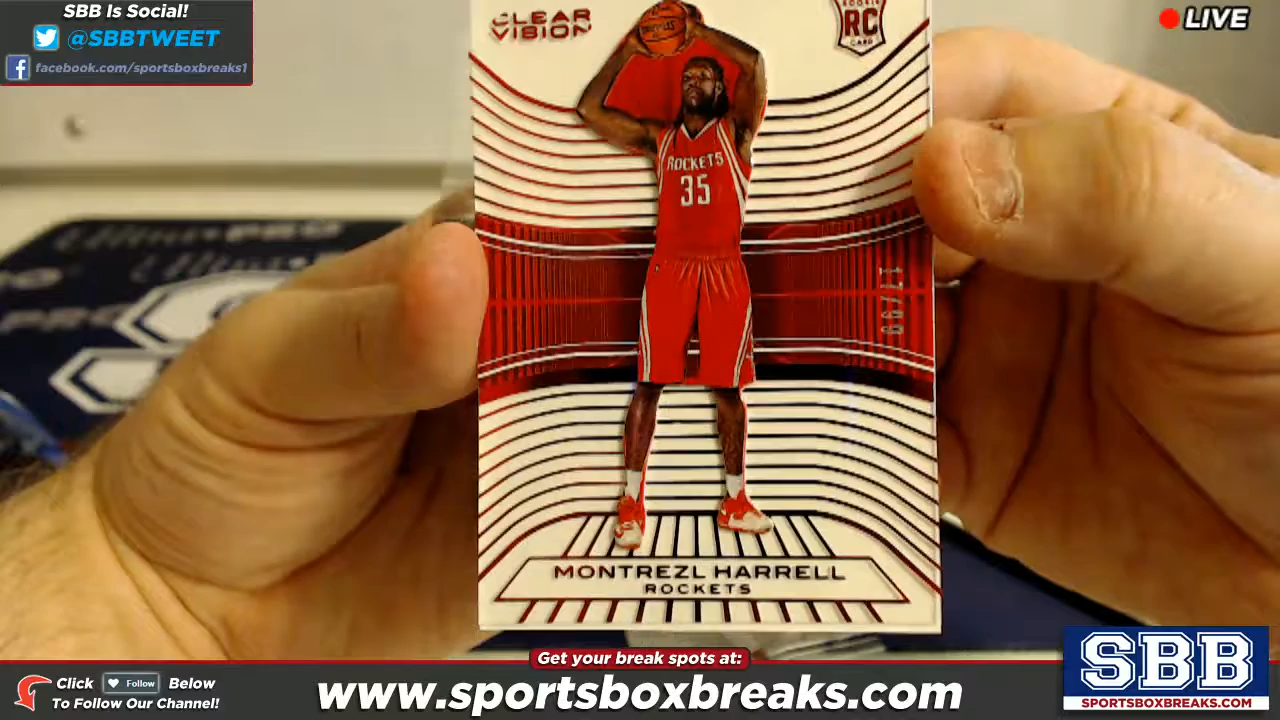 SBB Is Social!
@SBBTWEET
facebook.com/sportsboxbreaks1
CLEAR
VISION
ROOKIE
RC
CARD
LIVE
ROCKETS
35
MONTREZL HARRELL
ROCKETS
Get your break spots at:
Click Follow Below
To Follow Our Channel!
www.sportsboxbreaks.com
SBB
SPORTSBOXBREAKS.COM